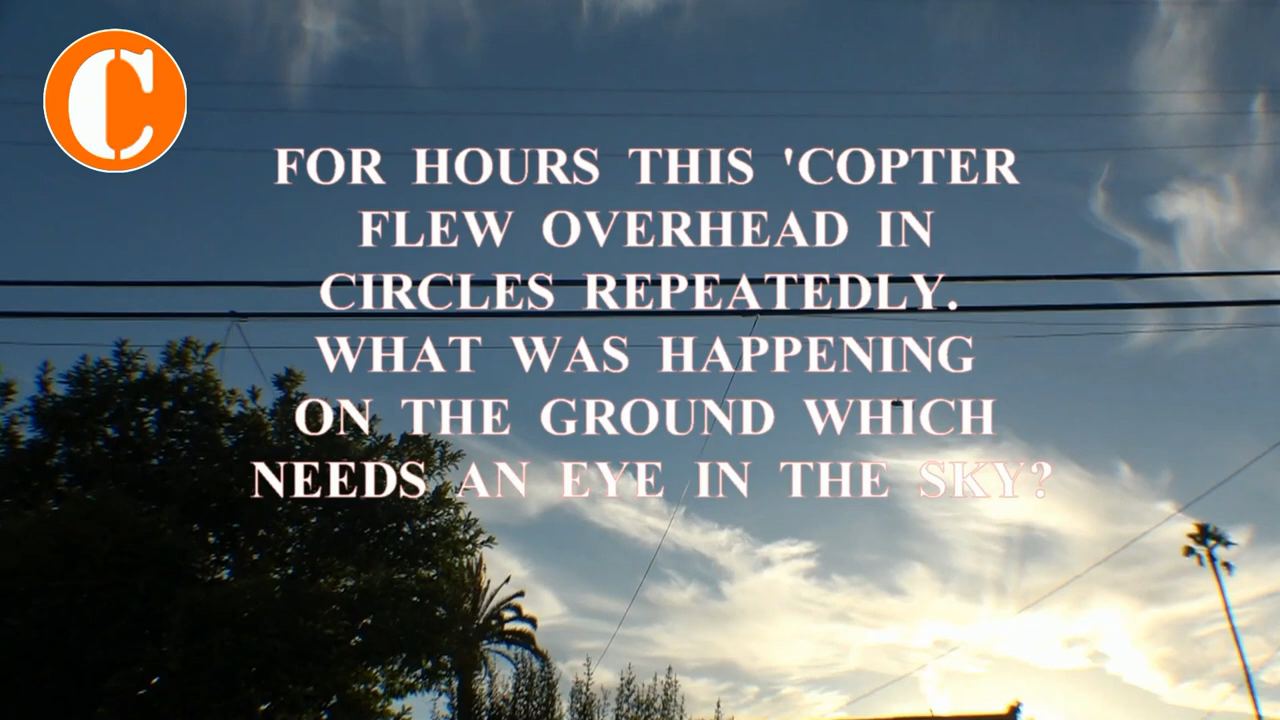 C
FOR HOURS THIS 'COPTER
FLEW OVERHEAD IN
CIRCLES REPEATEDLY.
WHAT WAS HAPPENING
ON THE GROUND WHICH
NEEDS AN EYE IN THE SKY?